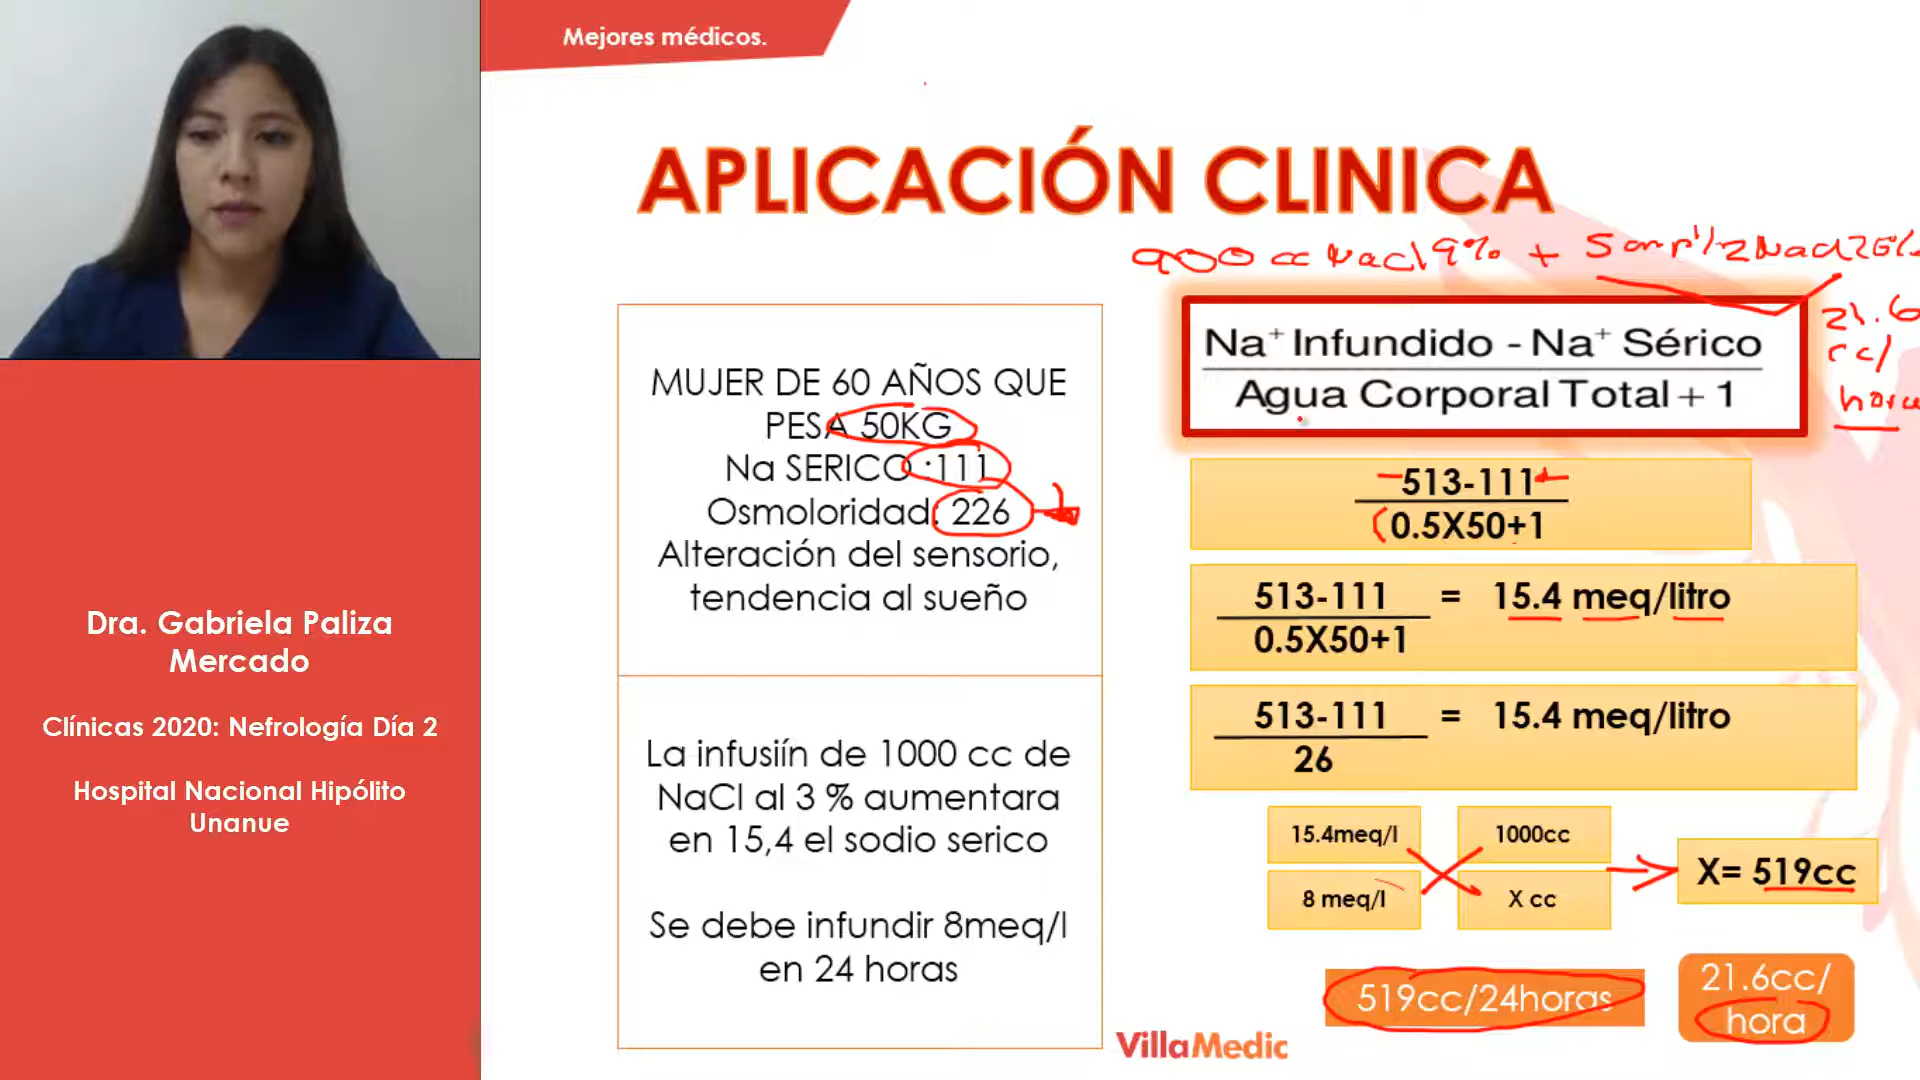 Mejores médicos.
APLICACIÓN CLINICA
900 cc NaCl 9% + 5 amp
21.6
cc/
hora
MUJER DE 60 AÑOS QUE
PESA 50KG
Na SERICO :111
Osmoloridad: 226
Alteración del sensorio,
tendencia al sueño
La infusiín de 1000 cc de
NaCl al 3 % aumentara
en 15,4 el sodio serico
Se debe infundir 8meq/l
en 24 horas
Na+ Infundido - Na+ Sérico
Agua Corporal Total + 1
513-111
(0.5X50+1
513-111 = 15.4 meq/litro
0.5X50+1
513-111 = 15.4 meq/litro
26
15.4meq/l 1000cc
8 meq/l X cc
X= 519cc
519cc/24horas
21.6cc/
hora
VillaMedic
Dra. Gabriela Paliza
Mercado
Clínicas 2020: Nefrología Día 2
Hospital Nacional Hipólito
Unanue